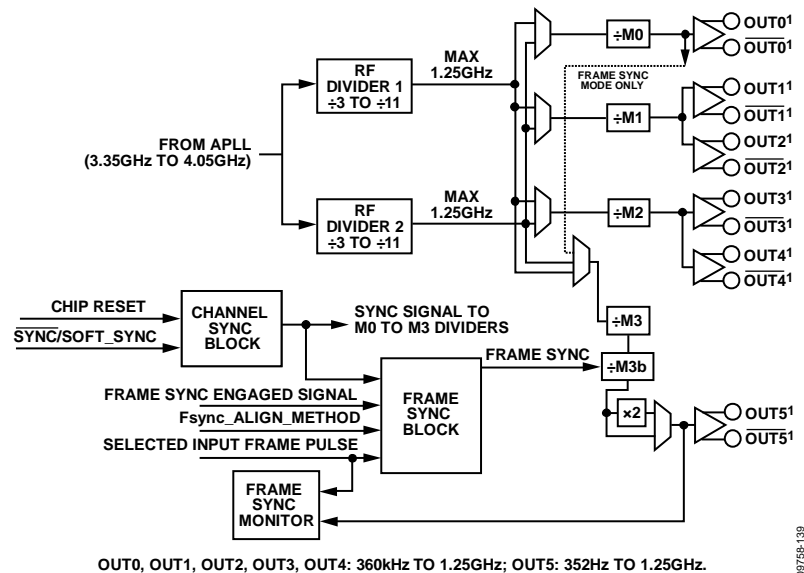 RF
DIVIDER 1
÷3 TO ÷11
MAX
1.25GHz
FROM APLL
(3.35GHz TO 4.05GHz)
RF
DIVIDER 2
÷3 TO ÷11
MAX
1.25GHz
÷M0
FRAME SYNC
MODE ONLY
÷M1
÷M2
÷M3
÷M3b
×2
OUT0¹
OUT0¹
OUT1¹
OUT1¹
OUT2¹
OUT2¹
OUT3¹
OUT3¹
OUT4¹
OUT4¹
OUT5¹
OUT5¹
CHIP RESET
SYNC/SOFT_SYNC
CHANNEL
SYNC
BLOCK
SYNC SIGNAL TO
M0 TO M3 DIVIDERS
FRAME SYNC
FRAME SYNC ENGAGED SIGNAL
Fsync_ALIGN_METHOD
SELECTED INPUT FRAME PULSE
FRAME
SYNC
BLOCK
FRAME
SYNC
MONITOR
OUT0, OUT1, OUT2, OUT3, OUT4: 360kHz TO 1.25GHz; OUT5: 352Hz TO 1.25GHz.
09758-139